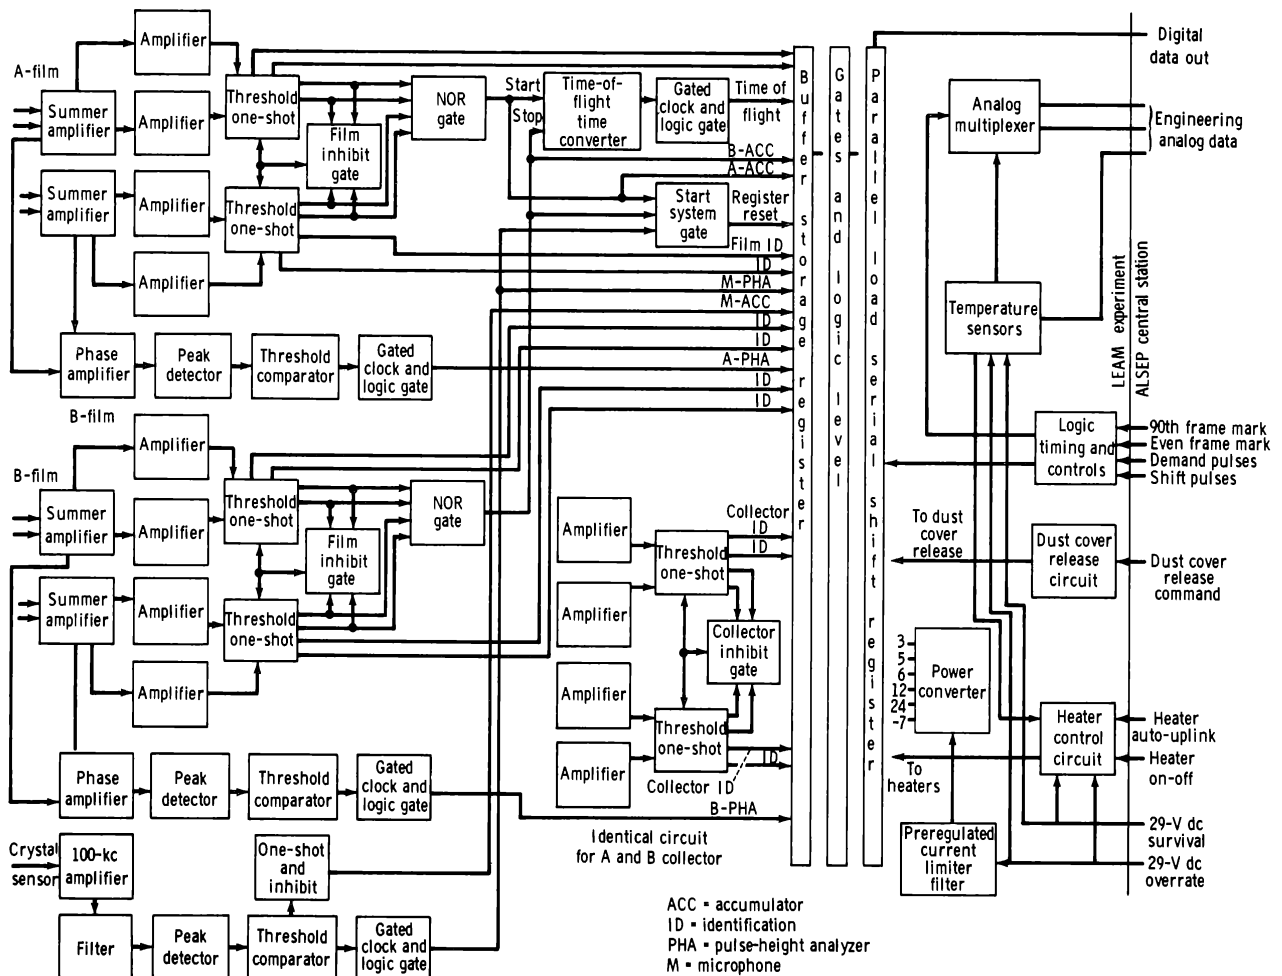 Amplifier
A-film
Summer
amplifier
Amplifier
Threshold
one-shot
Film
inhibit
gate
NOR
gate
Start
Stop
Time-of-
flight
time
converter
Gated
clock and
logic gate
Time of
flight
B-ACC
A-ACC
Summer
amplifier
Amplifier
Threshold
one-shot
Start
system
gate
Register
reset
Film ID
ID
M-PHA
M-ACC
ID
ID
A-PHA
ID
ID
Amplifier
Phase
amplifier
Peak
detector
Threshold
comparator
Gated
clock and
logic gate
B-film
Amplifier
B-film
Summer
amplifier
Amplifier
Threshold
one-shot
Film
inhibit
gate
NOR
gate
Summer
amplifier
Amplifier
Threshold
one-shot
Amplifier
Phase
amplifier
Peak
detector
Threshold
comparator
Gated
clock and
logic gate
B-PHA
Crystal
sensor
100-kc
amplifier
One-shot
and
inhibit
Filter
Peak
detector
Threshold
comparator
Gated
clock and
logic gate
Amplifier
Amplifier
Threshold
one-shot
Collector
ID
ID
Collector
inhibit
gate
Amplifier
Amplifier
Threshold
one-shot
ID
Collector ID
Identical circuit
for A and B collector
Buffer storage register
Gates and logic level
Parallel load serial shift register
Digital
data out
Analog
multiplexer
Engineering
analog data
Temperature
sensors
LEAM experiment
ALSEP central station
Logic
timing and
controls
90th frame mark
Even frame mark
Demand pulses
Shift pulses
To dust
cover
release
Dust cover
release
circuit
Dust cover
release
command
3
5
6
12
24
-7
Power
converter
Heater
control
circuit
Heater
auto-uplink
Heater
on-off
To
heaters
Preregulated
current
limiter
filter
29-V dc
survival
29-V dc
overrate
ACC = accumulator
ID = identification
PHA = pulse-height analyzer
M = microphone